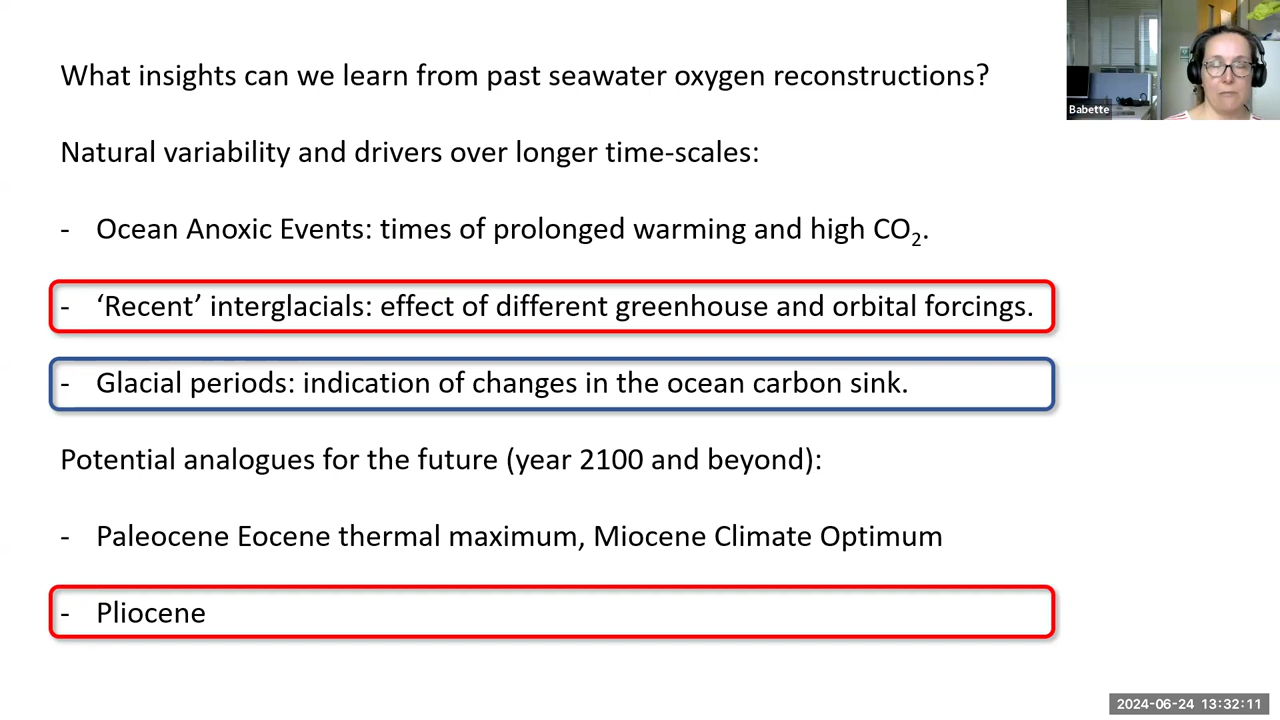 What insights can we learn from past seawater oxygen reconstructions?
Babette
Natural variability and drivers over longer time-scales:
- Ocean Anoxic Events: times of prolonged warming and high CO₂.
- ‘Recent’ interglacials: effect of different greenhouse and orbital forcings.
- Glacial periods: indication of changes in the ocean carbon sink.
Potential analogues for the future (year 2100 and beyond):
- Paleocene Eocene thermal maximum, Miocene Climate Optimum
- Pliocene
2024-06-24 13:32:11